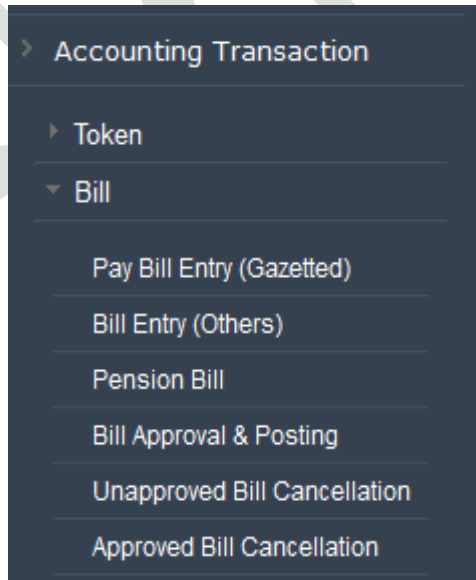 Accounting Transaction
Token
Bill
Pay Bill Entry (Gazetted)
Bill Entry (Others)
Pension Bill
Bill Approval & Posting
Unapproved Bill Cancellation
Approved Bill Cancellation